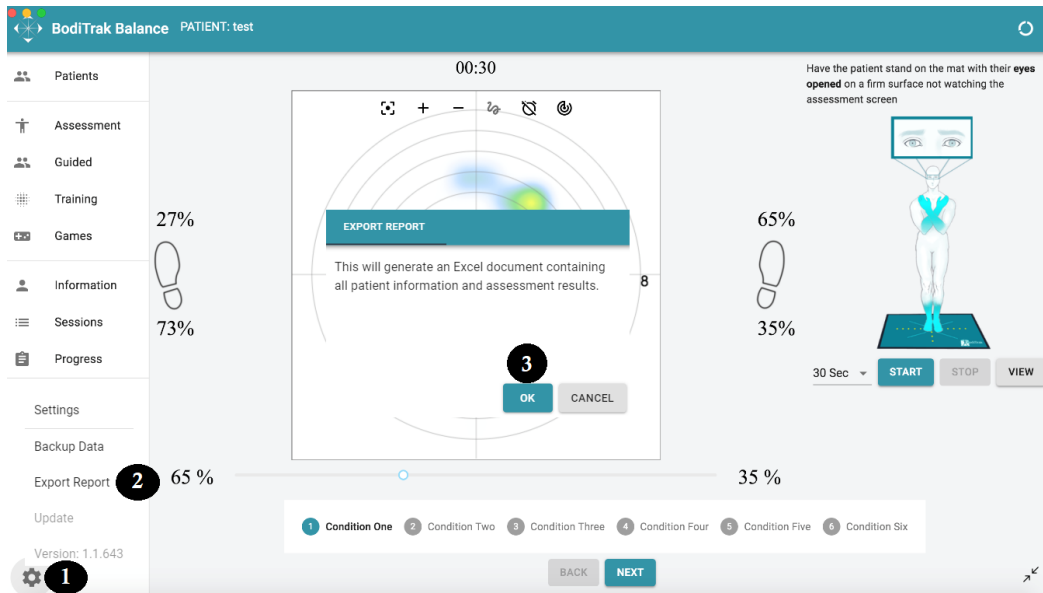 BodiTrak Balance
PATIENT: test
Patients
Assessment
Guided
Training
Games
Information
Sessions
Progress
Settings
Backup Data
Export Report
2
Update
Version: 1.1.643
1
00:30
27%
73%
EXPORT REPORT
This will generate an Excel document containing
all patient information and assessment results.
3
OK
CANCEL
8
65%
35%
65 %
35 %
1 Condition One
2 Condition Two
3 Condition Three
4 Condition Four
5 Condition Five
6 Condition Six
BACK
NEXT
Have the patient stand on the mat with their eyes
opened on a firm surface not watching the
assessment screen
30 Sec
START
STOP
VIEW